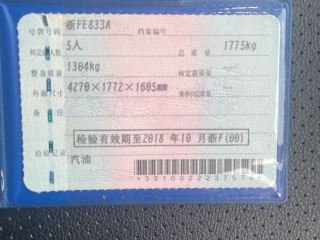 号牌号码 浙FE833A 档案编号
核定载人数 5人 总质量 1775kg
整备质量 1304kg 核定载质量
外廓尺寸 4270×1772×1605mm 准牵引总质量
备注
检验有效期至2018年10月浙F(00)
检验记录
汽油